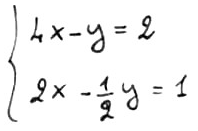 4x - y = 2
2x - 1/2 y = 1